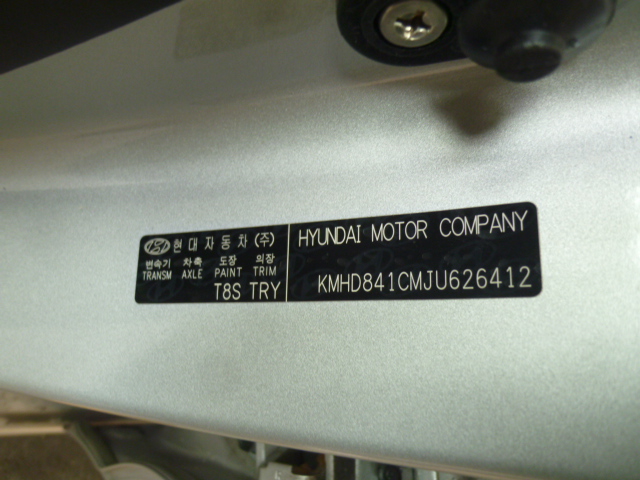 현대자동차(주)
변속기 차축 도장 의장
TRANSM AXLE PAINT TRIM
T8S TRY
HYUNDAI MOTOR COMPANY
KMHD841CMJU626412